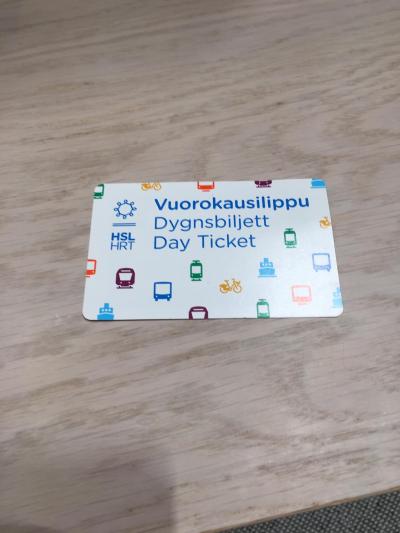 Vuorokausilippu
Dygnsbiljett
Day Ticket
HSL
HRT